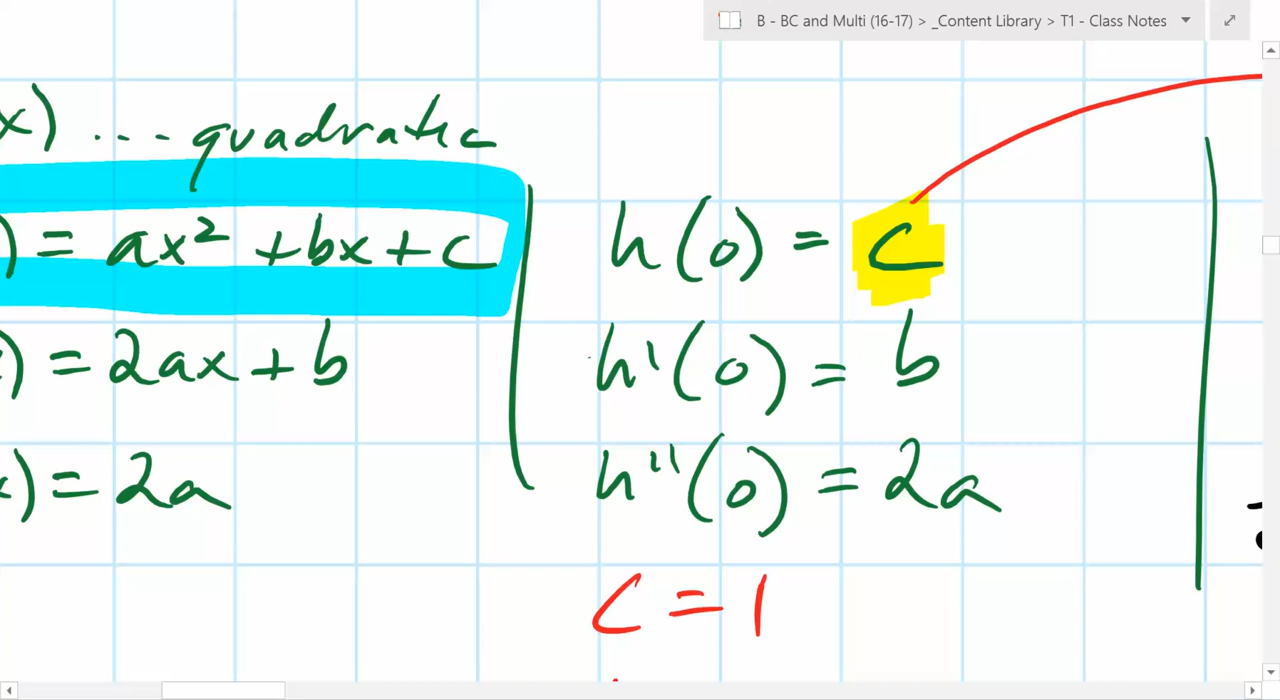 B - BC and Multi (16-17) > _Content Library > T1 - Class Notes
x) ... quadratic
) = ax² + bx + c
h(0) = c
) = 2ax + b
h'(0) = b
x) = 2a
h''(0) = 2a
c = 1